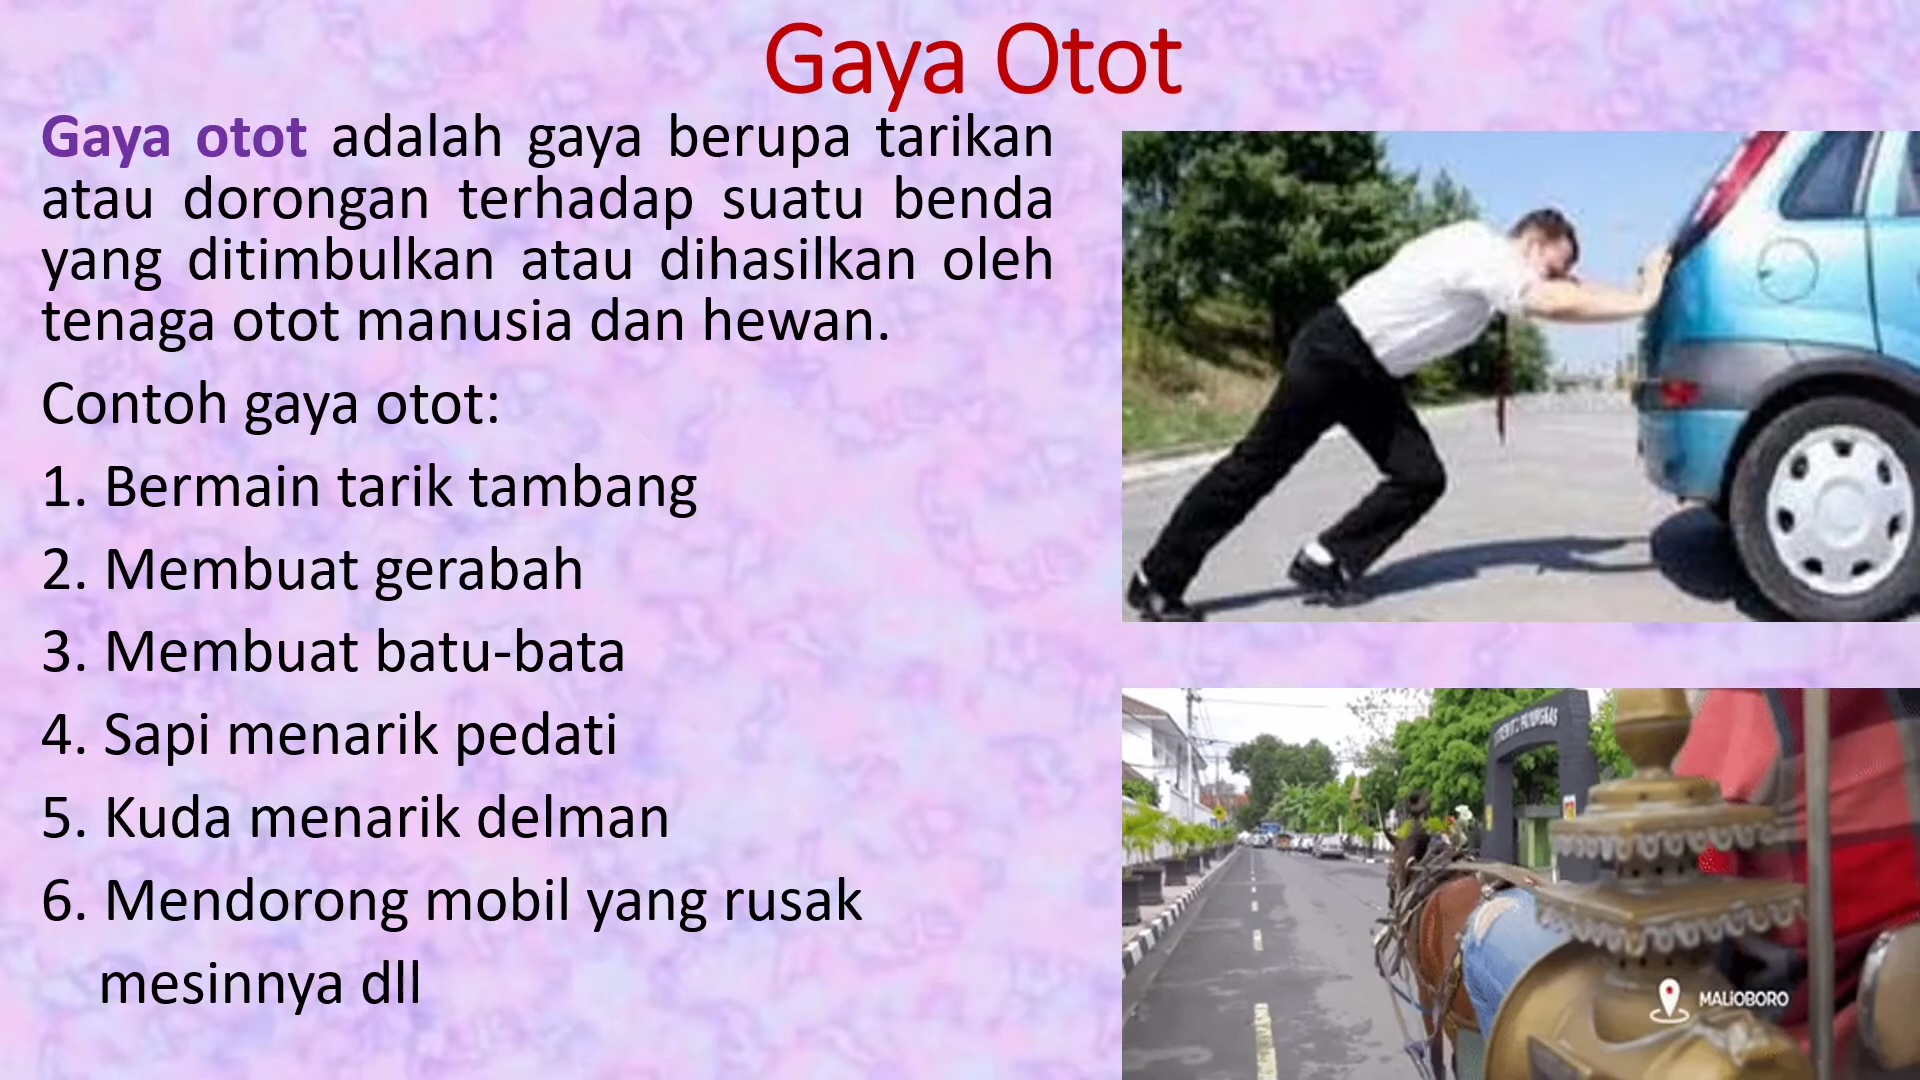 Gaya Otot
Gaya otot adalah gaya berupa tarikan
atau dorongan terhadap suatu benda
yang ditimbulkan atau dihasilkan oleh
tenaga otot manusia dan hewan.
Contoh gaya otot:
1. Bermain tarik tambang
2. Membuat gerabah
3. Membuat batu-bata
4. Sapi menarik pedati
5. Kuda menarik delman
6. Mendorong mobil yang rusak
mesinnya dll
MALIOBORO